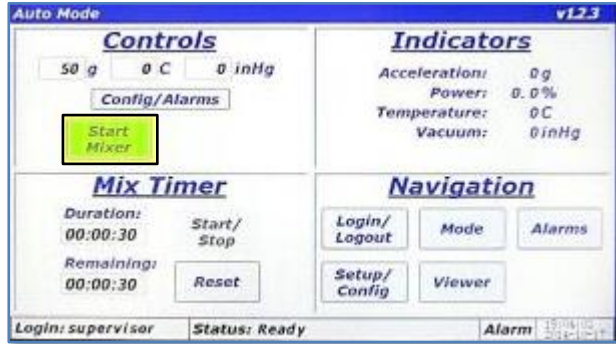 Auto Mode v1.2.3
Controls
50 g 0 C 0 inHg
Config/Alarms
Start
Mixer
Indicators
Acceleration: 0 g
Power: 0.0%
Temperature: 0 C
Vacuum: 0 inHg
Mix Timer
Duration:
00:00:30
Start/
Stop
Remaining:
00:00:30
Reset
Navigation
Login/
Logout
Mode
Alarms
Setup/
Config
Viewer
Login: supervisor Status: Ready Alarm